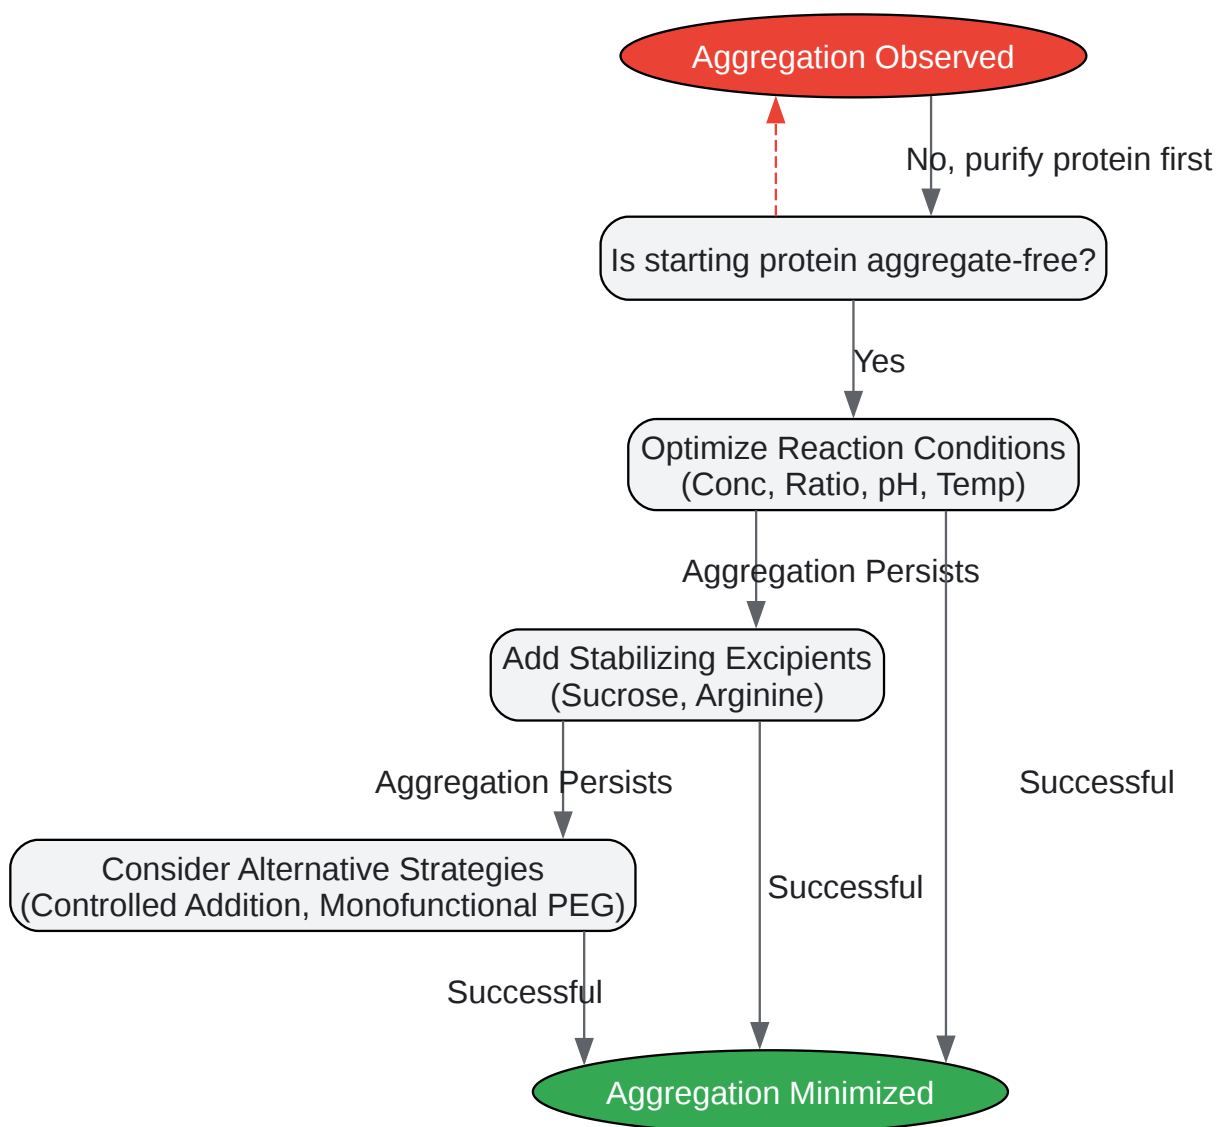 Aggregation Observed
No, purify protein first
Is starting protein aggregate-free?
Yes
Optimize Reaction Conditions
(Conc, Ratio, pH, Temp)
Aggregation Persists
Add Stabilizing Excipients
(Sucrose, Arginine)
Aggregation Persists
Successful
Consider Alternative Strategies
(Controlled Addition, Monofunctional PEG)
Successful
Successful
Aggregation Minimized